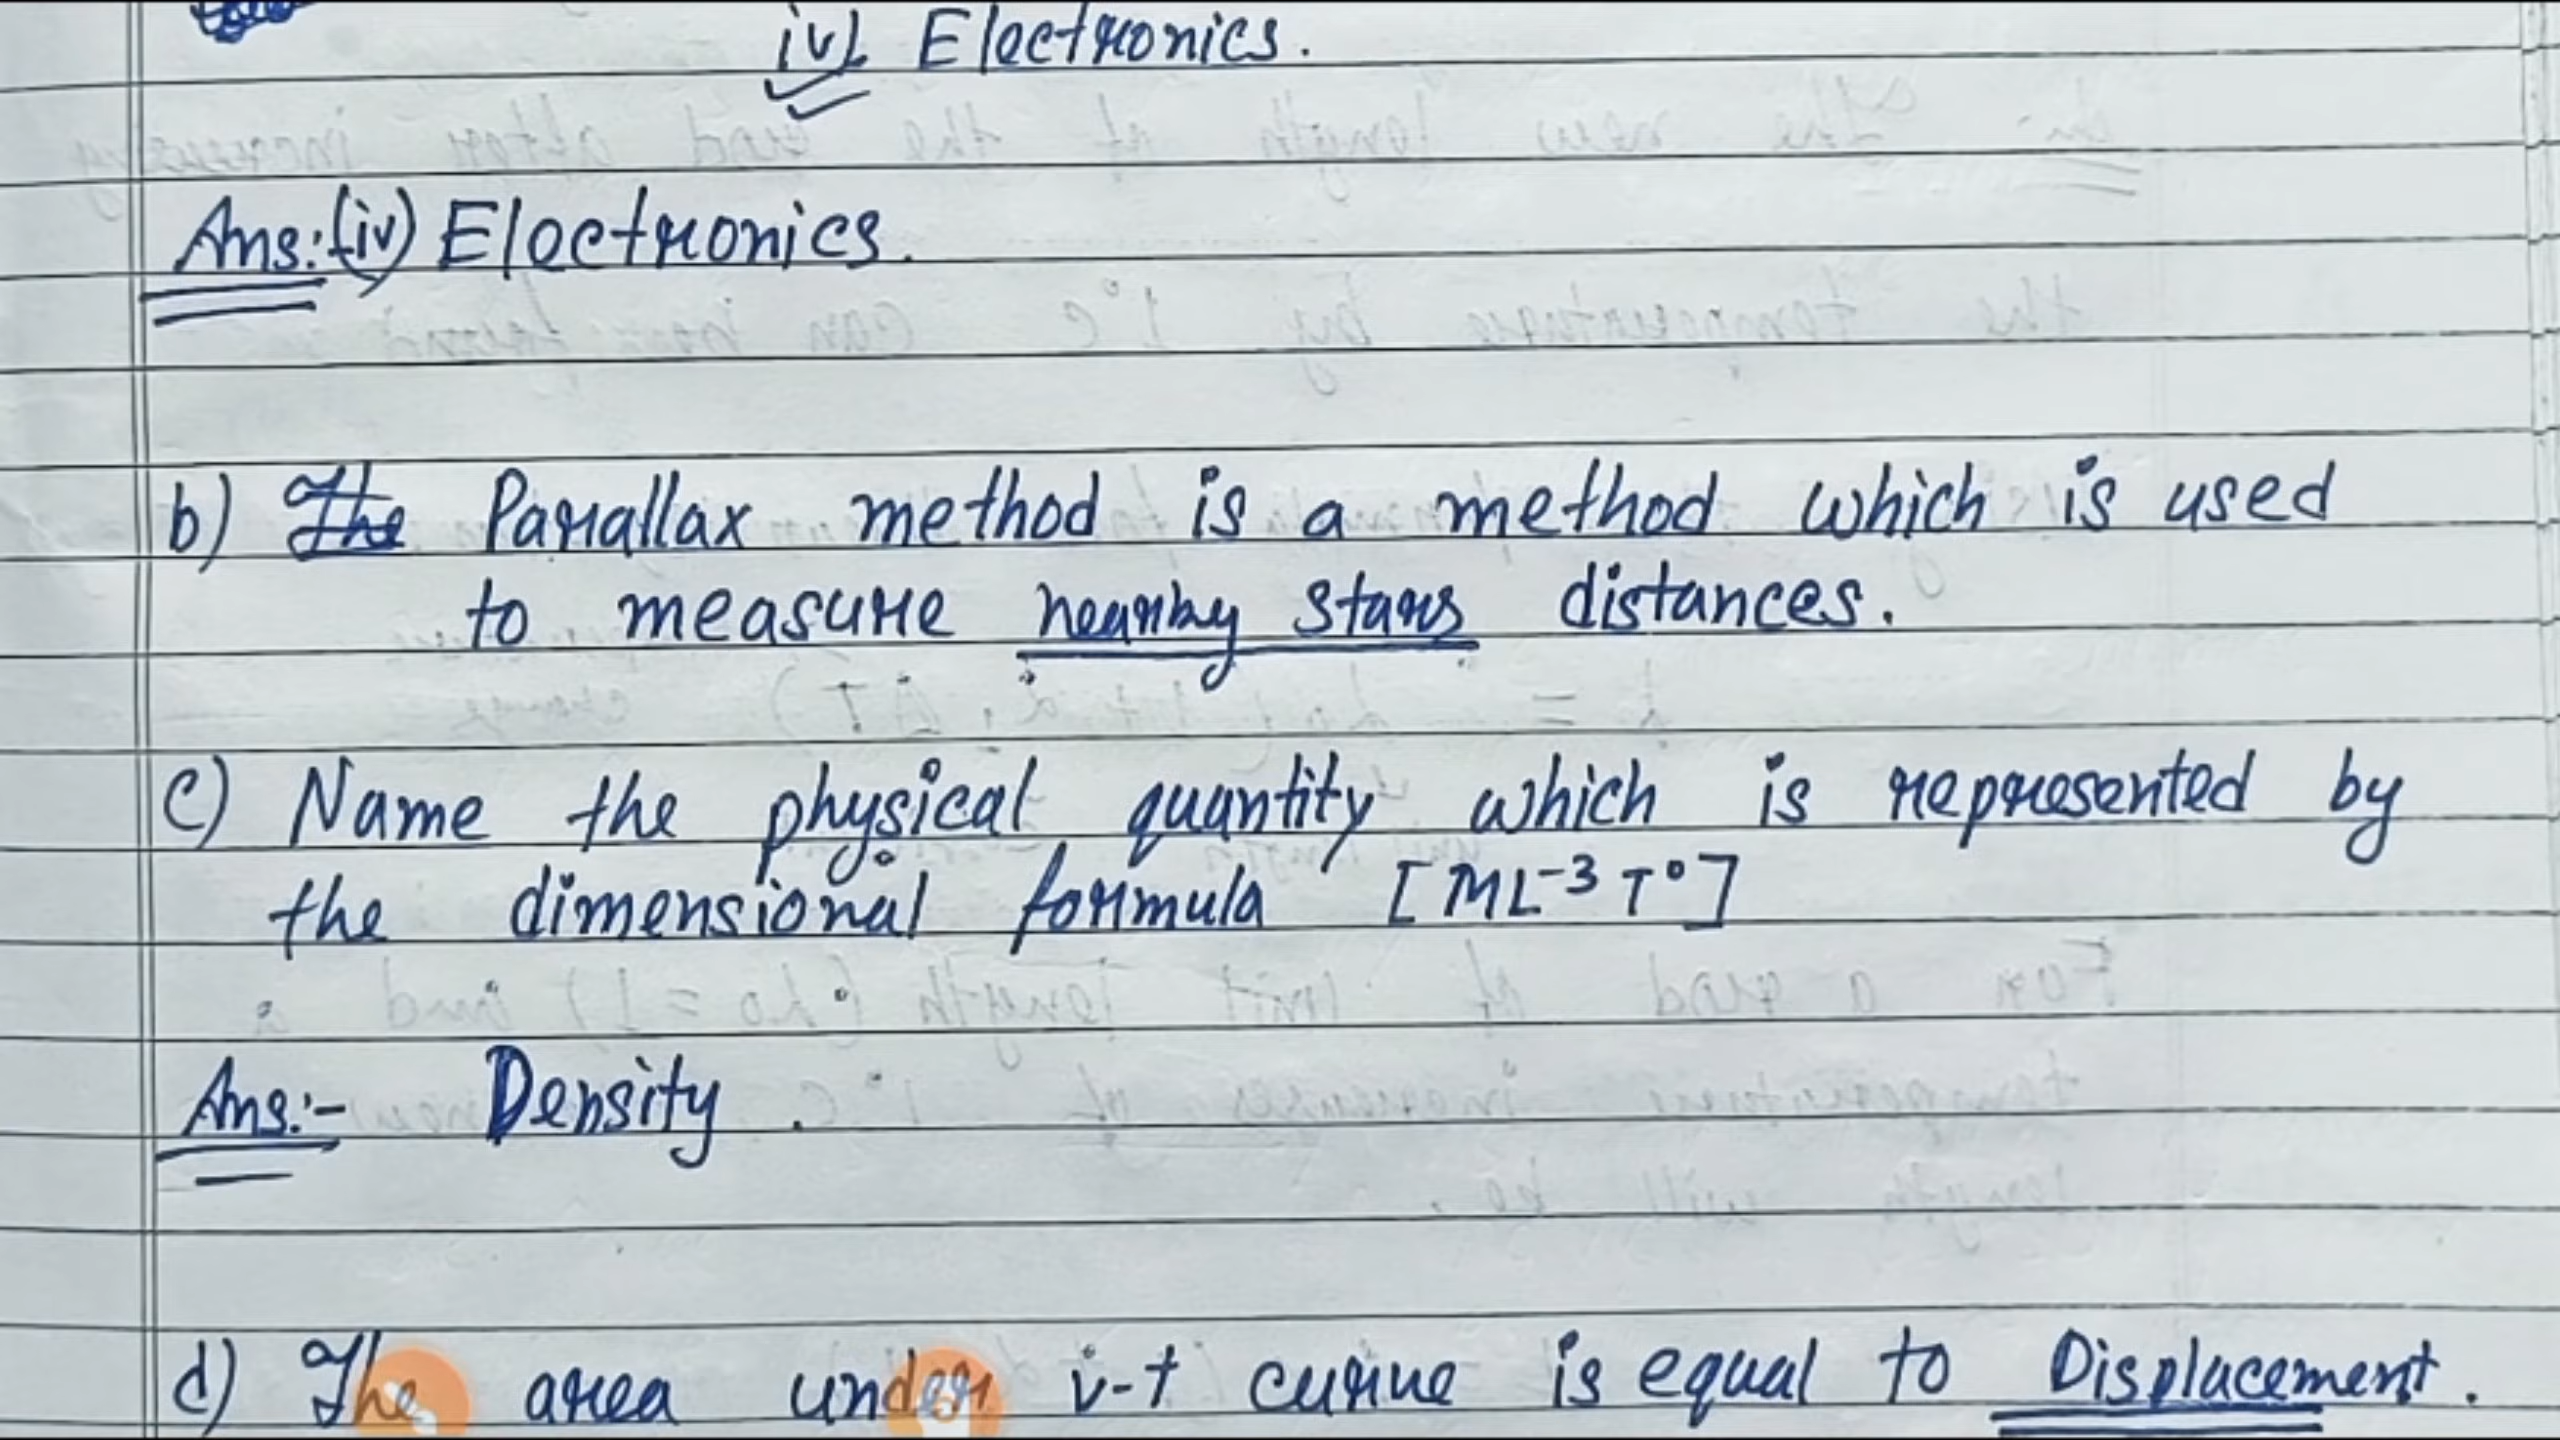 iv) Electronics.
Ans:(iv) Electronics.
b) The Parallax method is a method which is used
to measure nearby stars distances.
c) Name the physical quantity which is represented by
the dimensional formula [ML⁻³T⁰]
Ans:- Density.
d) The area under v-t curve is equal to Displacement.